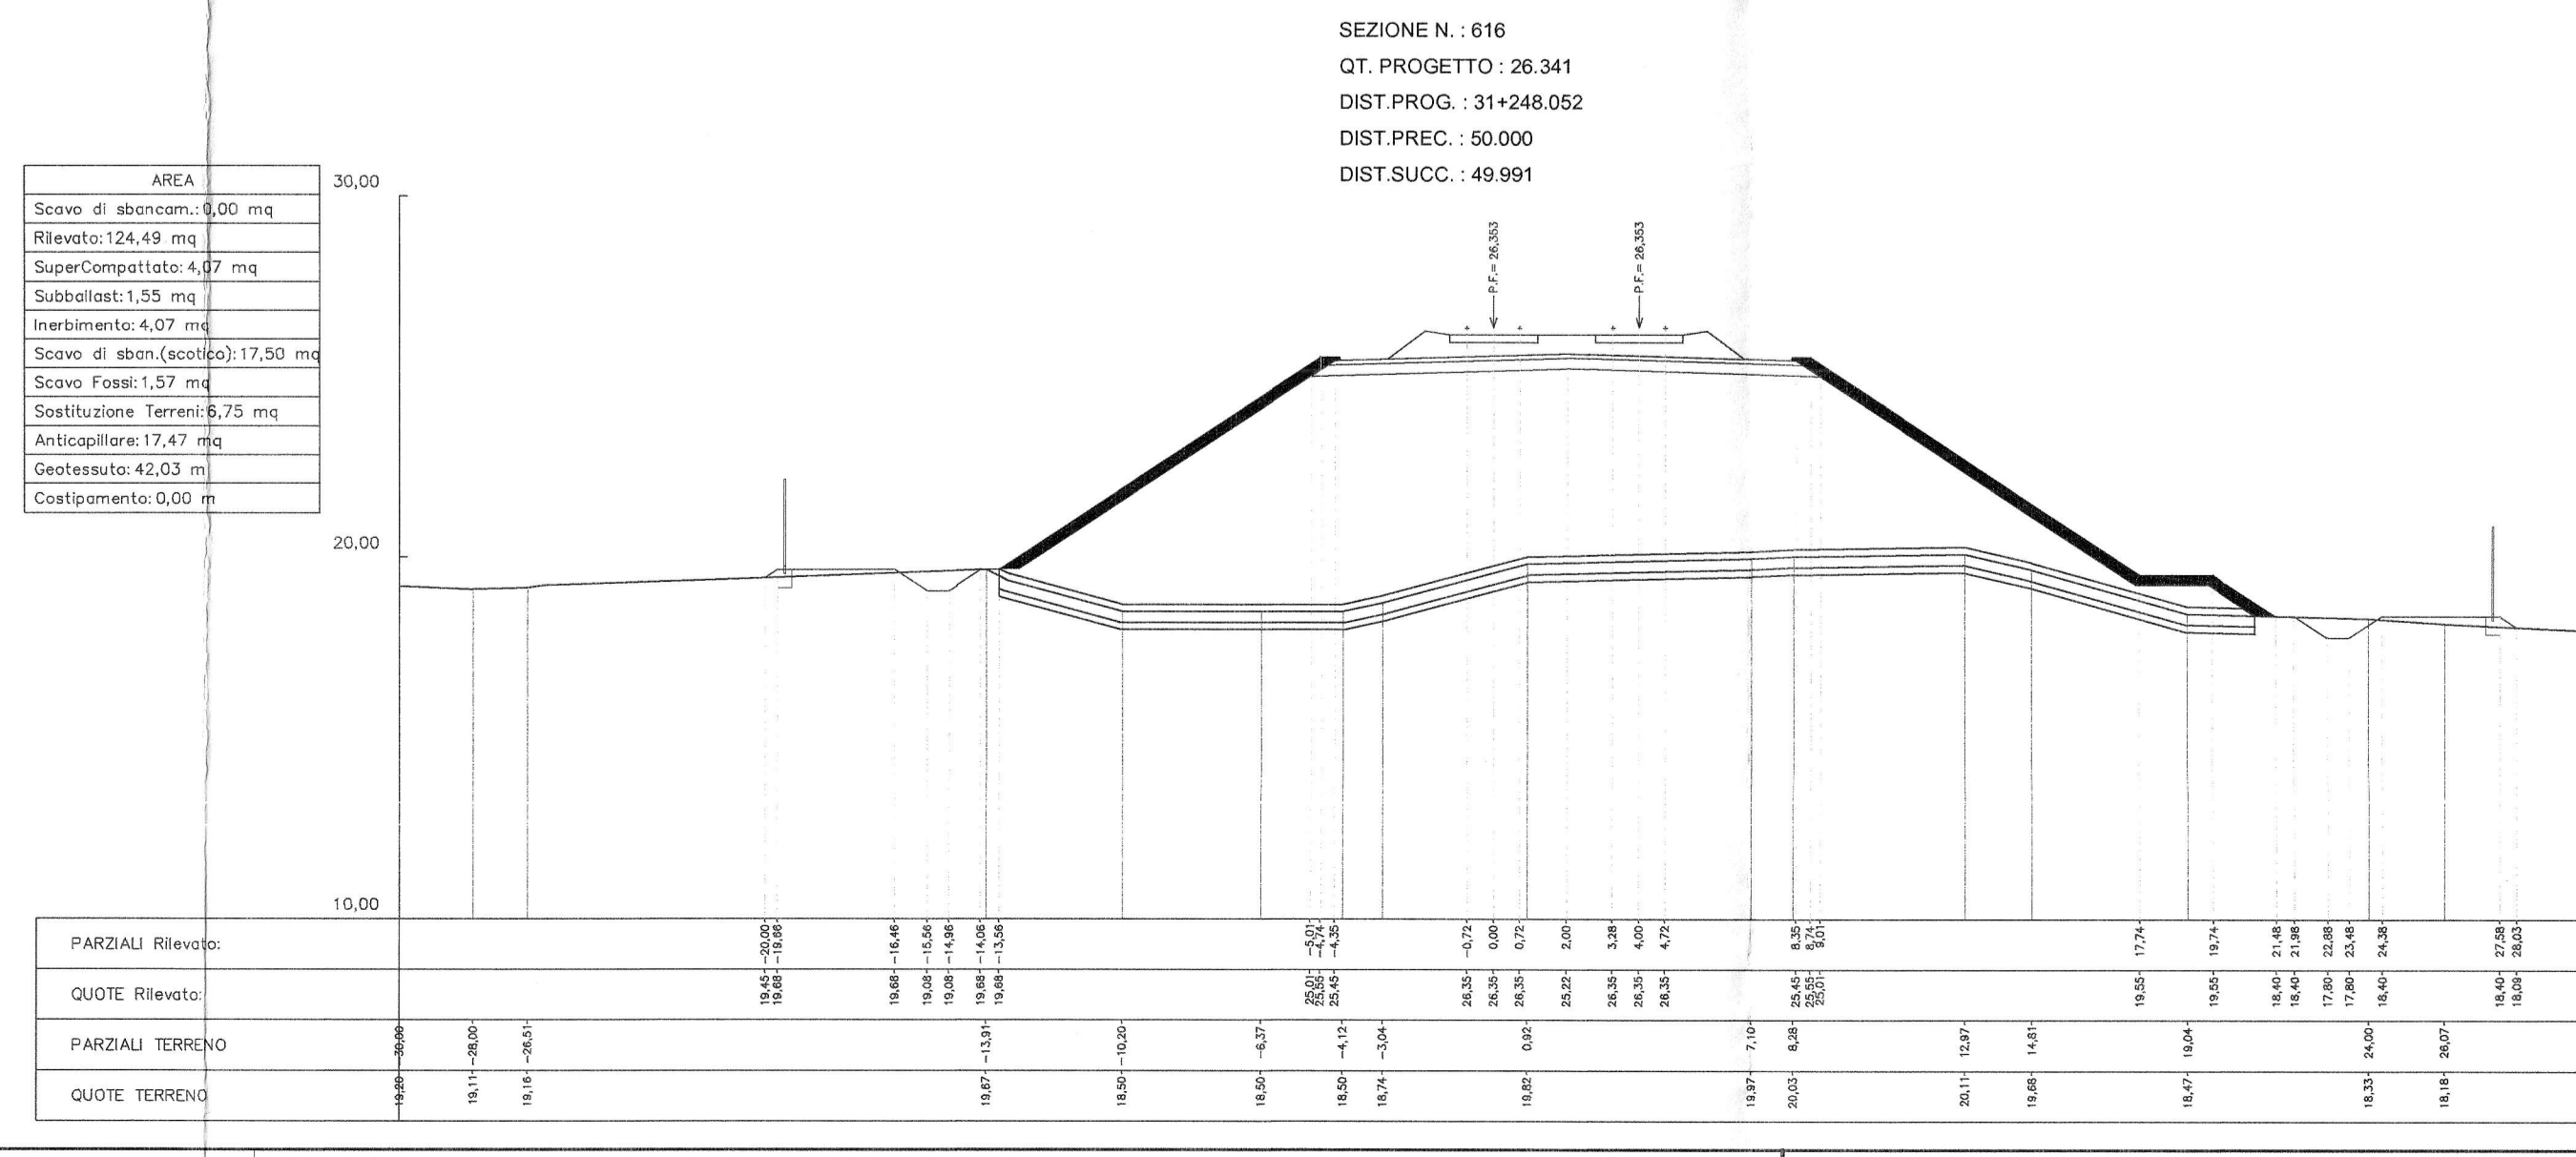 SEZIONE N. : 616
QT. PROGETTO : 26.341
DIST.PROG. : 31+248.052
DIST.PREC. : 50.000
DIST.SUCC. : 49.991
AREA
Scavo di sbancam.: 0,00 mq
Rilevato: 124,49 mq
SuperCompattato: 4,07 mq
Subballast: 1,55 mq
Inerbimento: 4,07 mq
Scavo di sban.(scotico): 17,50 mq
Scavo Fossi: 1,57 mq
Sostituzione Terreni: 6,75 mq
Anticapillare: 17,47 mq
Geotessuto: 42,03 m
Costipamento: 0,00 m
30,00
20,00
10,00
P.F.= 26,353
P.F.= 26,353
PARZIALI Rilevato: -20,00 -19,66 -16,46 -15,56 -14,96 -14,06 -13,56 -5,01 -4,74 -4,35 -0,72 0,00 0,72 2,00 3,28 4,00 4,72 8,35 8,74 9,01 17,74 19,74 21,48 21,98 22,88 23,48 24,38 27,58 28,03
QUOTE Rilevato: 19,45 19,68 19,68 19,08 19,08 19,68 19,68 25,01 25,55 25,45 26,35 26,35 26,35 25,22 26,35 26,35 26,35 25,45 25,55 25,01 19,55 19,55 18,40 18,40 17,80 17,80 18,40 18,40 18,09
PARZIALI TERRENO -30,00 -28,00 -26,51 -13,91 -10,20 -6,37 -4,12 -3,04 0,92 7,10 8,28 12,97 14,81 19,04 24,00 26,07
QUOTE TERRENO 19,20 19,11 19,16 19,67 18,50 18,50 18,50 18,74 19,82 19,97 20,03 20,11 19,68 18,47 18,33 18,18